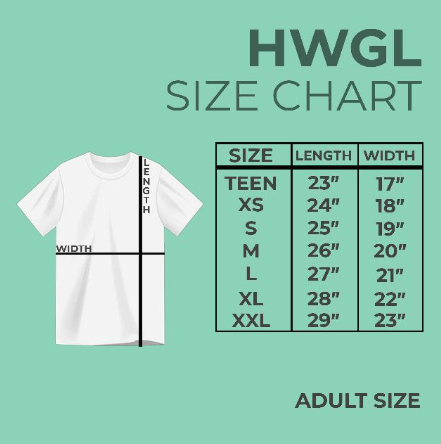 HWGL
SIZE CHART
LENGTH
WIDTH
SIZE LENGTH WIDTH
TEEN 23" 17"
XS 24" 18"
S 25" 19"
M 26" 20"
L 27" 21"
XL 28" 22"
XXL 29" 23"
ADULT SIZE